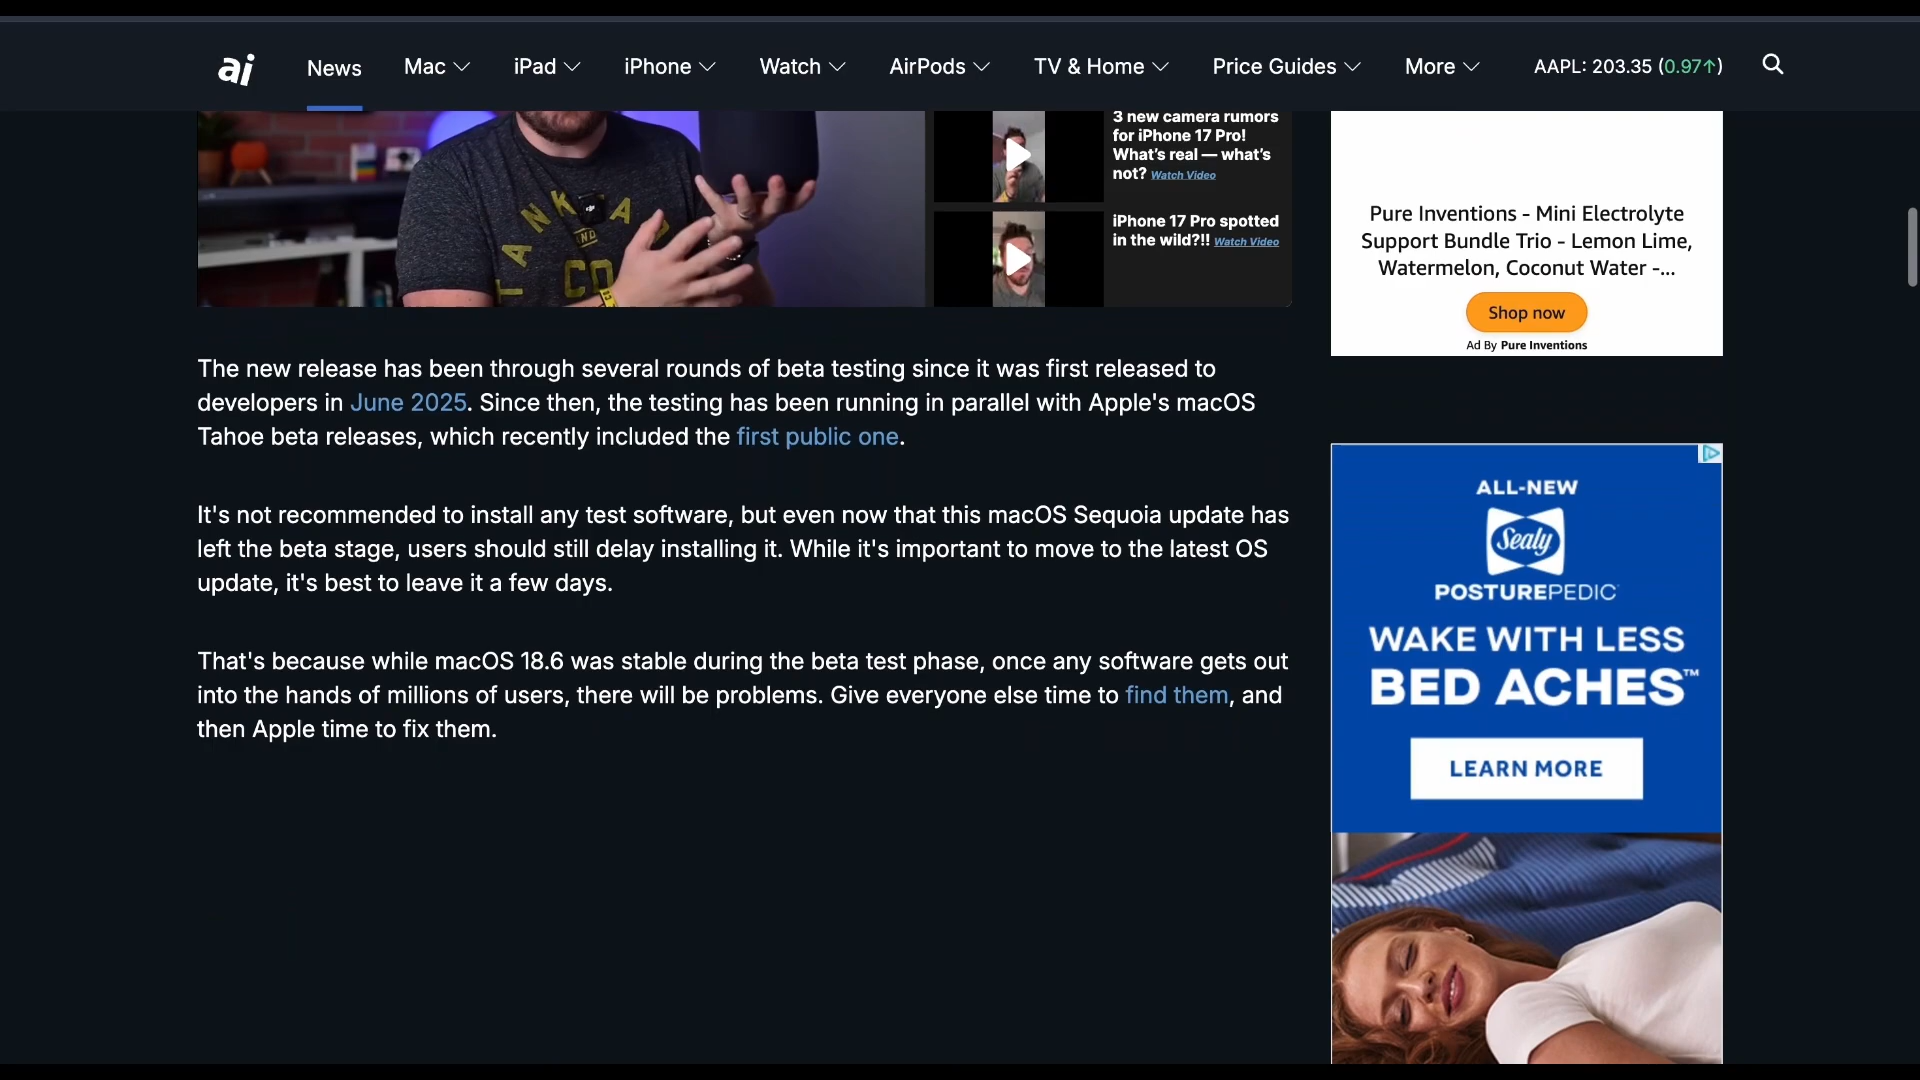 ai News Mac iPad iPhone Watch AirPods TV & Home Price Guides More AAPL: 203.35 (0.97↑)
3 new camera rumors
for iPhone 17 Pro!
What's real — what's
not? Watch Video
iPhone 17 Pro spotted
in the wild?!! Watch Video
TANK
AND
CO
The new release has been through several rounds of beta testing since it was first released to
developers in June 2025. Since then, the testing has been running in parallel with Apple's macOS
Tahoe beta releases, which recently included the first public one.
It's not recommended to install any test software, but even now that this macOS Sequoia update has
left the beta stage, users should still delay installing it. While it's important to move to the latest OS
update, it's best to leave it a few days.
That's because while macOS 18.6 was stable during the beta test phase, once any software gets out
into the hands of millions of users, there will be problems. Give everyone else time to find them, and
then Apple time to fix them.
Pure Inventions - Mini Electrolyte
Support Bundle Trio - Lemon Lime,
Watermelon, Coconut Water -...
Shop now
Ad By Pure Inventions
ALL-NEW
Sealy
POSTUREPEDIC
WAKE WITH LESS
BED ACHES™
LEARN MORE